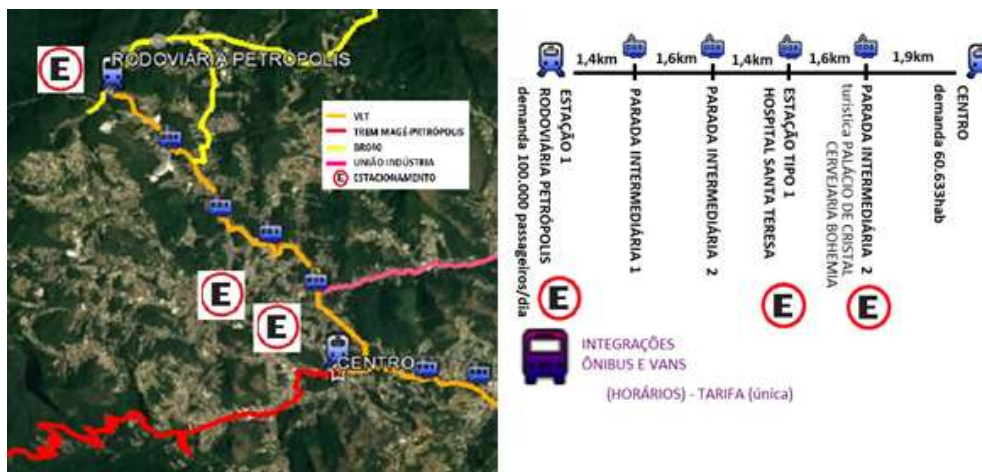 E
RODOVIÁRIA PETRÓPOLIS
VLT
TREM MAGÉ-PRTRÓPOLIS
BR040
UNIÃO INDÚSTRIA
E ESTACIONAMENTO
E
E
CENTRO
1,4km
1,6km
1,4km
1,6km
1,9km
ESTAÇÃO 1
RODOVIÁRIA PETRÓPOLIS
demanda 100.000 passageiros/dia
PARADA INTERMEDIÁRIA 1
PARADA INTERMEDIÁRIA 2
ESTAÇÃO TIPO 1
HOSPITAL SANTA TERESA
PARADA INTERMEDIÁRIA 2
turística PALÁCIO DE CRISTAL
CERVEJARIA BOHEMIA
CENTRO
demanda 60.633hab
E
E
E
INTEGRAÇÕES
ÔNIBUS E VANS
(HORÁRIOS) - TARIFA (única)